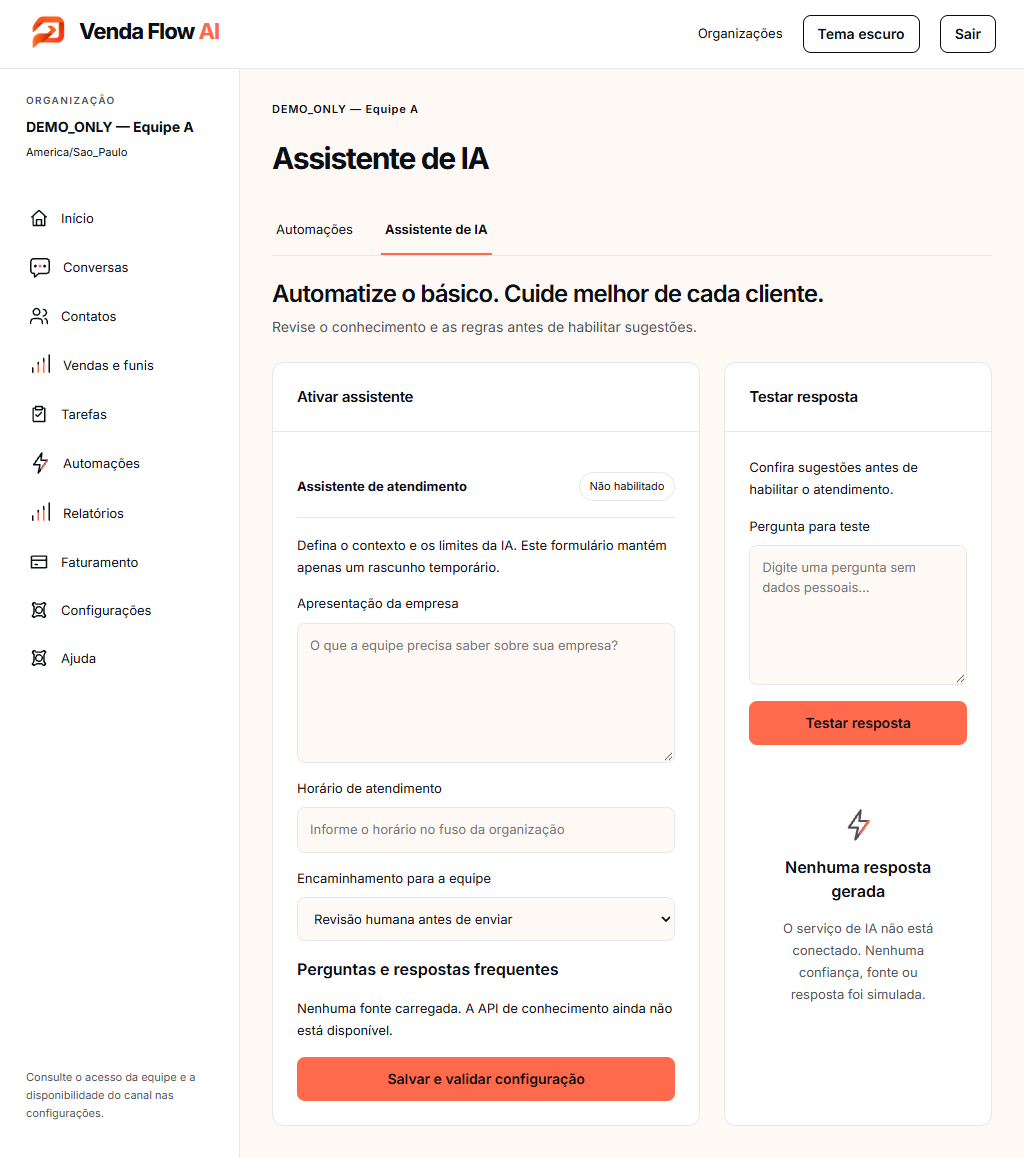 Venda Flow AI
Organizações
Tema escuro
Sair
ORGANIZAÇÃO
DEMO_ONLY — Equipe A
America/Sao_Paulo
Início
Conversas
Contatos
Vendas e funis
Tarefas
Automações
Relatórios
Faturamento
Configurações
Ajuda
Consulte o acesso da equipe e a
disponibilidade do canal nas
configurações.
DEMO_ONLY — Equipe A
Assistente de IA
Automações
Assistente de IA
Automatize o básico. Cuide melhor de cada cliente.
Revise o conhecimento e as regras antes de habilitar sugestões.
Ativar assistente
Assistente de atendimento
Não habilitado
Defina o contexto e os limites da IA. Este formulário mantém
apenas um rascunho temporário.
Apresentação da empresa
O que a equipe precisa saber sobre sua empresa?
Horário de atendimento
Informe o horário no fuso da organização
Encaminhamento para a equipe
Revisão humana antes de enviar
Perguntas e respostas frequentes
Nenhuma fonte carregada. A API de conhecimento ainda não
está disponível.
Salvar e validar configuração
Testar resposta
Confira sugestões antes de
habilitar o atendimento.
Pergunta para teste
Digite uma pergunta sem
dados pessoais...
Testar resposta
Nenhuma resposta
gerada
O serviço de IA não está
conectado. Nenhuma
confiança, fonte ou
resposta foi simulada.